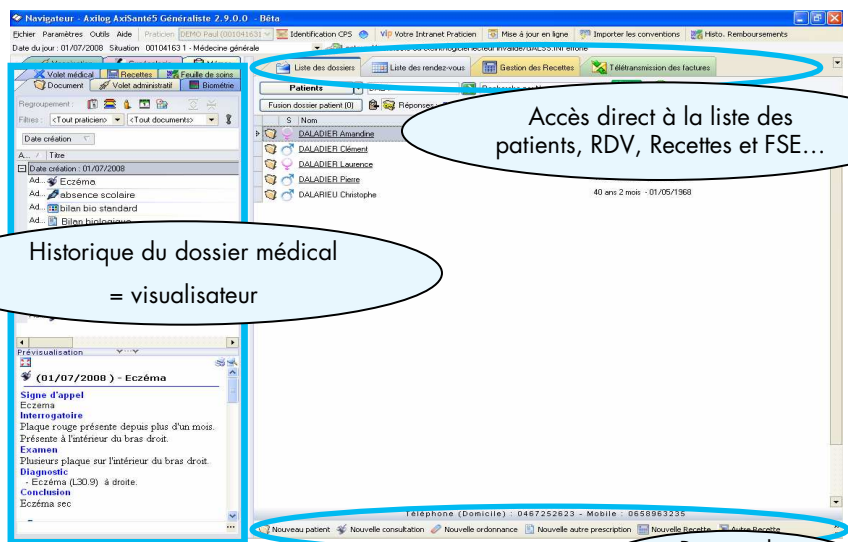 Navigateur - Axilog AxiSanté5 Généraliste 2.9.0.0 - Bêta
Fichier Paramètres Outils Aide Praticien DEMO Paul (00104163 Identification CPS Vip Votre Intranet Praticien Mise à jour en ligne Importer les conventions Histo. Remboursements
Date du jour : 01/07/2008 Situation 00104163 1 - Médecine générale
Liste des dossiers Liste des rendez-vous Gestion des Recettes Télétransmission des factures
Volet médical Recettes Feuille de soins
Document Volet administratif Biométrie
Regroupement :
Filtres : <Tout praticien> <Tout documents>
Date création
A... / Titre
Date création : 01/07/2008
Ad... Eczéma
Ad... absence scolaire
Ad... bilan bio standard
Ad... Bilan biologique
Patients
Fusion dossier patient (0) Réponses :
S Nom
DALADIER Amandine
DALADIER Clément
DALADIER Laurence
DALADIER Pierre
DALARIEU Christophe 40 ans 2 mois - 01/05/1968
Accès direct à la liste des
patients, RDV, Recettes et FSE...
Historique du dossier médical
= visualisateur
Prévisualisation
(01/07/2008 ) - Eczéma
Signe d'appel
Eczema
Interrogatoire
Plaque rouge présente depuis plus d'un mois.
Présente à l'intérieur du bras droit.
Examen
Plusieurs plaque sur l'intérieur du bras droit.
Diagnostic
- Eczéma (L30.9) à droite.
Conclusion
Eczéma sec
Téléphone (Domicile) : 0467252623 - Mobile : 0658963235
Nouveau patient Nouvelle consultation Nouvelle ordonnance Nouvelle autre prescription Nouvelle Recette Autre Recette